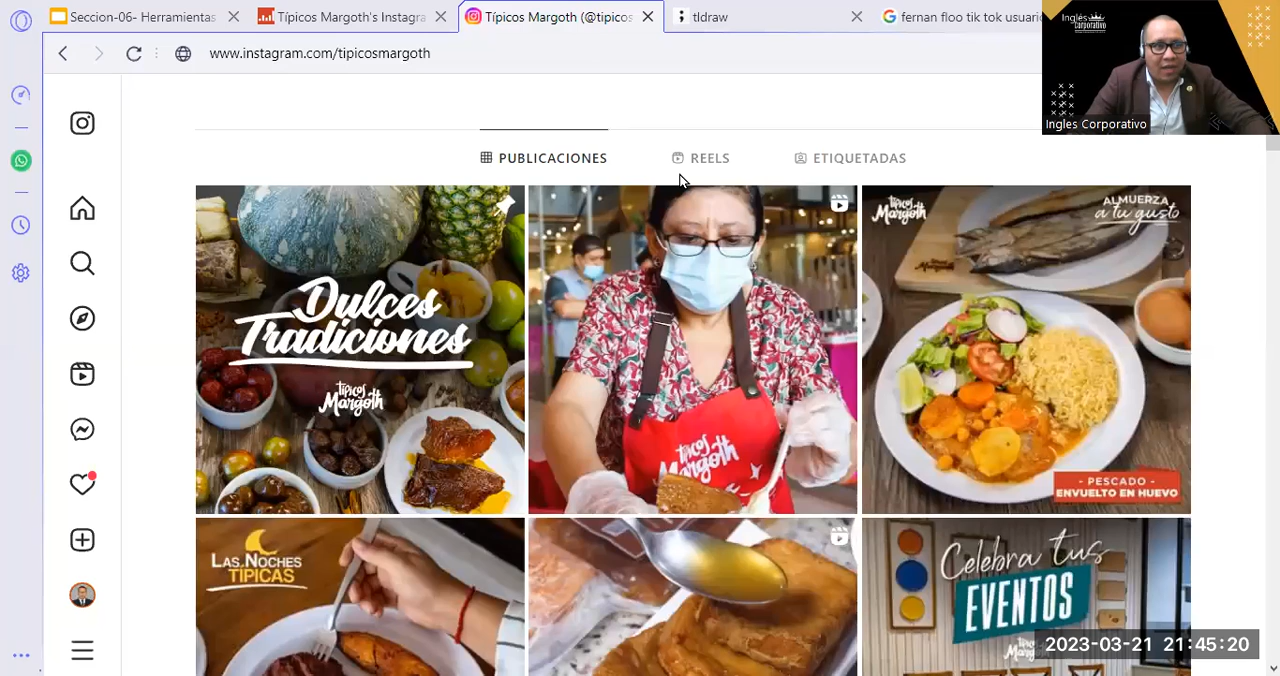 Seccion-06- Herramientas
Típicos Margoth's Instagra
Típicos Margoth (@tipicos
tldraw
fernan floo tik tok usuari
Inglés
Corporativo
www.instagram.com/tipicosmargoth
Ingles Corporativo
PUBLICACIONES
REELS
ETIQUETADAS
Dulces
Tradiciones
típicos
Margoth
típicos
Margoth
típicos
Margoth
ALMUERZA
a tu gusto
- PESCADO -
ENVUELTO EN HUEVO
LAS NOCHES
TÍPICAS
Celebra tus
EVENTOS
2023-03-21 21:45:20